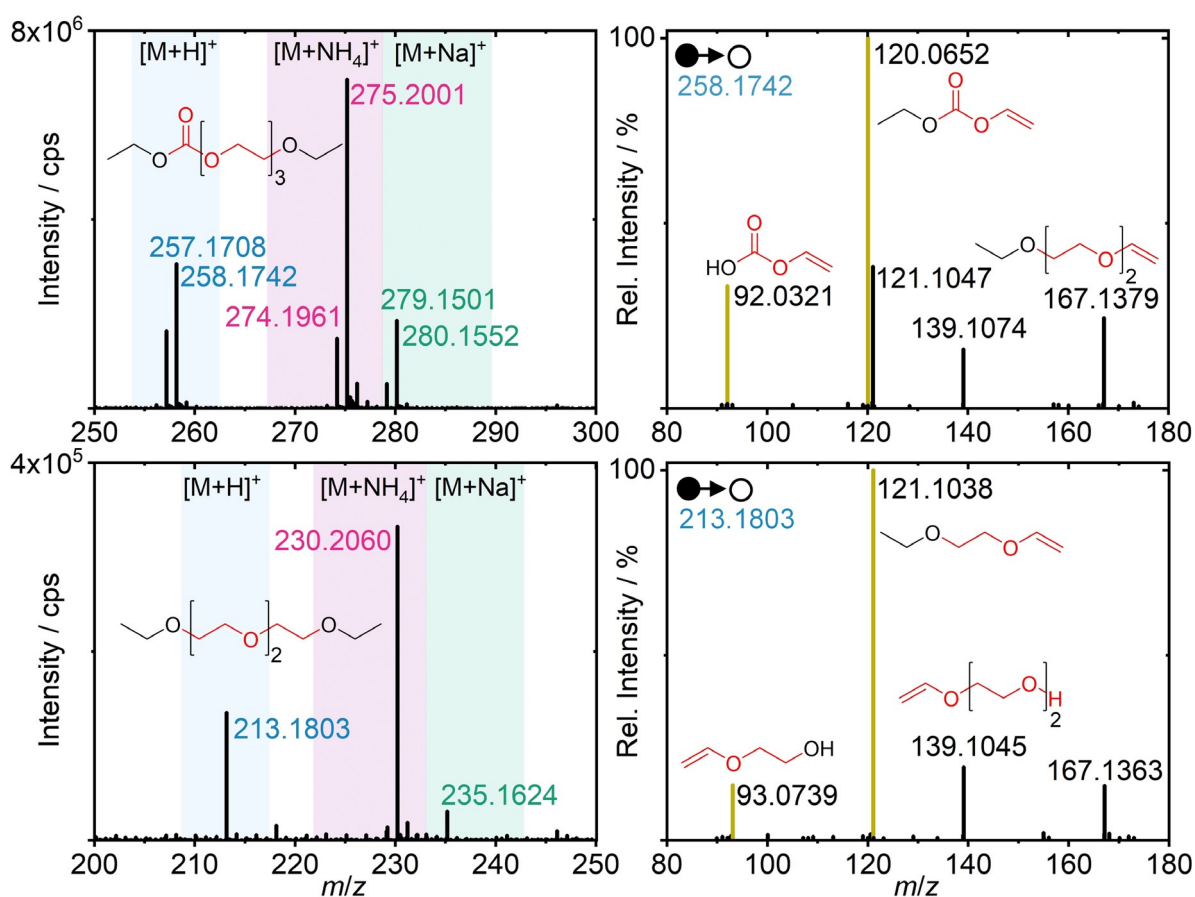 8x10⁶
[M+H]⁺
[M+NH₄]⁺
[M+Na]⁺
275.2001
O
O
O
O
3
257.1708
258.1742
274.1961
279.1501
280.1552
Intensity / cps
250 260 270 280 290 300
100
258.1742
120.0652
O
O
O
O
HO
O
92.0321
121.1047
O
O
2
167.1379
139.1074
Rel. Intensity / %
80 100 120 140 160 180
4x10⁵
[M+H]⁺
[M+NH₄]⁺
[M+Na]⁺
230.2060
O
O
O
2
213.1803
235.1624
Intensity / cps
200 210 220 230 240 250
m/z
100
213.1803
121.1038
O
O
O
O
H
2
OH
O
93.0739
139.1045
167.1363
Rel. Intensity / %
80 100 120 140 160 180
m/z